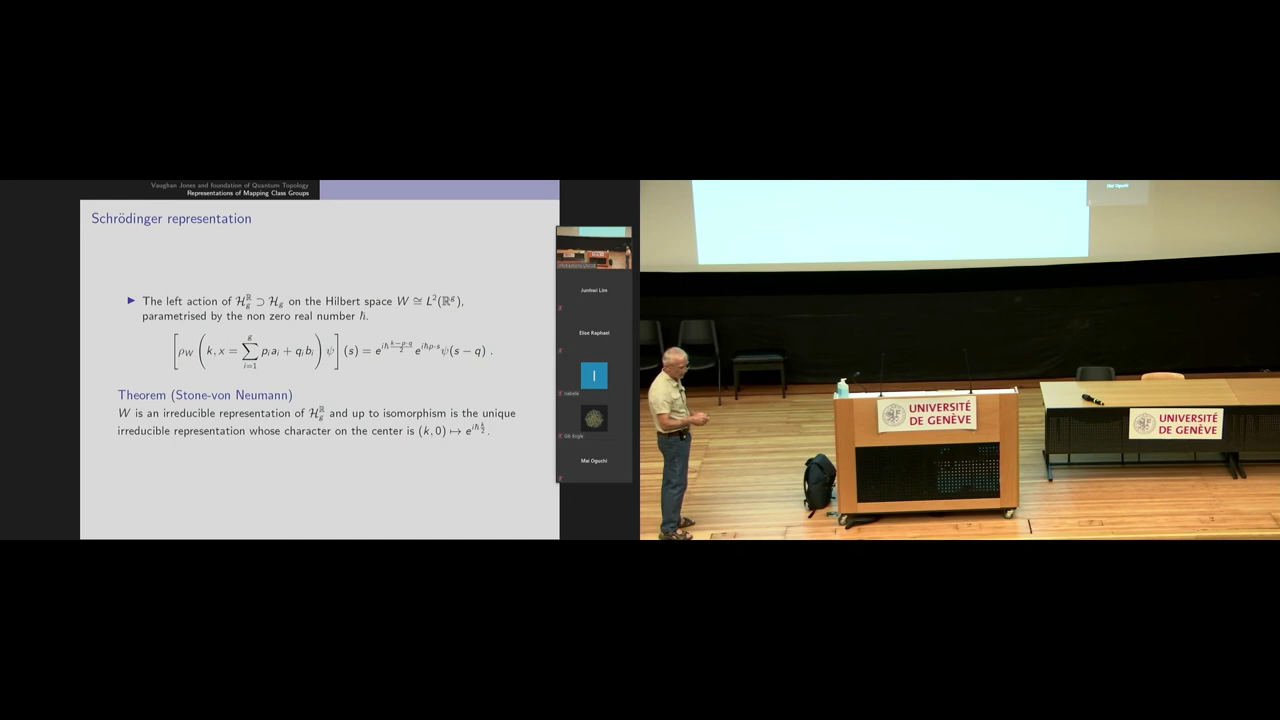 Vaughan Jones and foundation of Quantum Topology
Representations of Mapping Class Groups
Schrödinger representation
▶ The left action of $\mathcal{H}_g^{\mathbb{R}} \supset \mathcal{H}_g$ on the Hilbert space $W \cong L^2(\mathbb{R}^g)$,
parametrised by the non zero real number $\hbar$.
$\left[ \rho_W \left( k, x = \sum_{i=1}^{g} p_i a_i + q_i b_i \right) \psi \right] (s) = e^{i\hbar \frac{k - p \cdot q}{2}} e^{i\hbar p \cdot s} \psi(s - q)$ .
Theorem (Stone-von Neumann)
$W$ is an irreducible representation of $\mathcal{H}_g^{\mathbb{R}}$ and up to isomorphism is the unique
irreducible representation whose character on the center is $(k, 0) \mapsto e^{i\hbar \frac{k}{2}}$.
Junhwi Lim
Elise Raphael
I
Isabelle
Mai Oguchi
Mai Oguchi
UNIVERSITÉ
DE GENÈVE
UNIVERSITÉ
DE GENÈVE